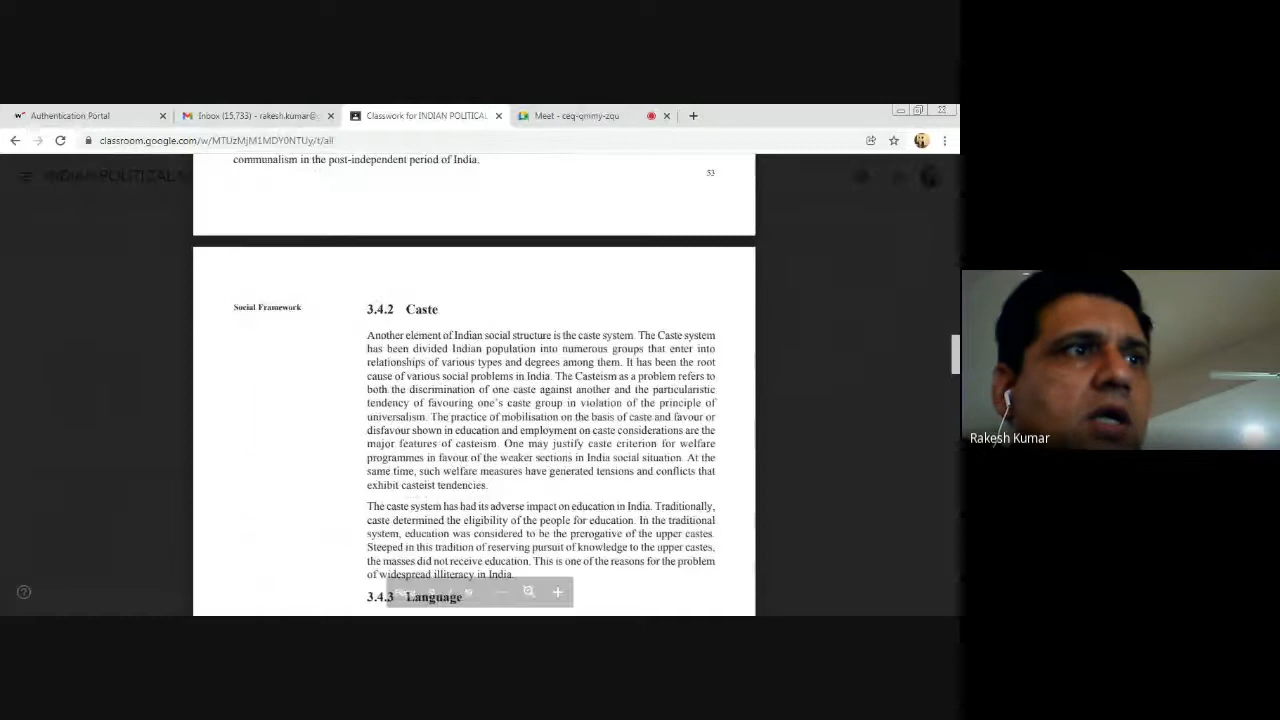 Authentication Portal
Inbox (15,733) - rakesh.kumar@
Classwork for INDIAN POLITICAL
Meet - ceq-qmmy-zqu
classroom.google.com/w/MTUzMjM1MDY0NTUy/t/all
INDIAN POLITICAL
communalism in the post-independent period of India.
53
Social Framework
3.4.2 Caste
Another element of Indian social structure is the caste system. The Caste system
has been divided Indian population into numerous groups that enter into
relationships of various types and degrees among them. It has been the root
cause of various social problems in India. The Casteism as a problem refers to
both the discrimination of one caste against another and the particularistic
tendency of favouring one's caste group in violation of the principle of
universalism. The practice of mobilisation on the basis of caste and favour or
disfavour shown in education and employment on caste considerations are the
major features of casteism. One may justify caste criterion for welfare
programmes in favour of the weaker sections in India social situation. At the
same time, such welfare measures have generated tensions and conflicts that
exhibit casteist tendencies.
The caste system has had its adverse impact on education in India. Traditionally,
caste determined the eligibility of the people for education. In the traditional
system, education was considered to be the prerogative of the upper castes.
Steeped in this tradition of reserving pursuit of knowledge to the upper castes,
the masses did not receive education. This is one of the reasons for the problem
of widespread illiteracy in India.
3.4.3 Language
Rakesh Kumar